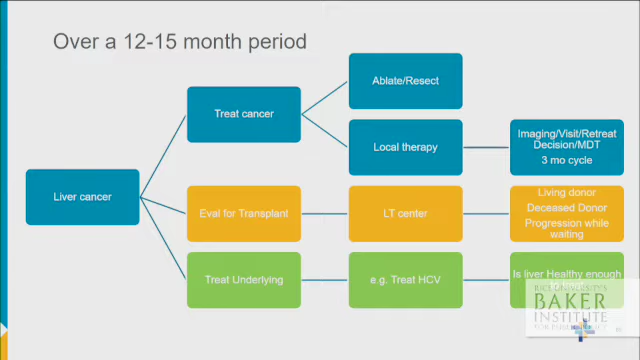 Over a 12-15 month period
Ablate/Resect
Treat cancer
Local therapy
Imaging/Visit/Retreat
Decision/MDT
3 mo cycle
Liver cancer
Eval for Transplant
LT center
Living donor
Deceased Donor
Progression while
waiting
Treat Underlying
e.g. Treat HCV
Is liver Healthy enough
RICE UNIVERSITY'S
BAKER
INSTITUTE